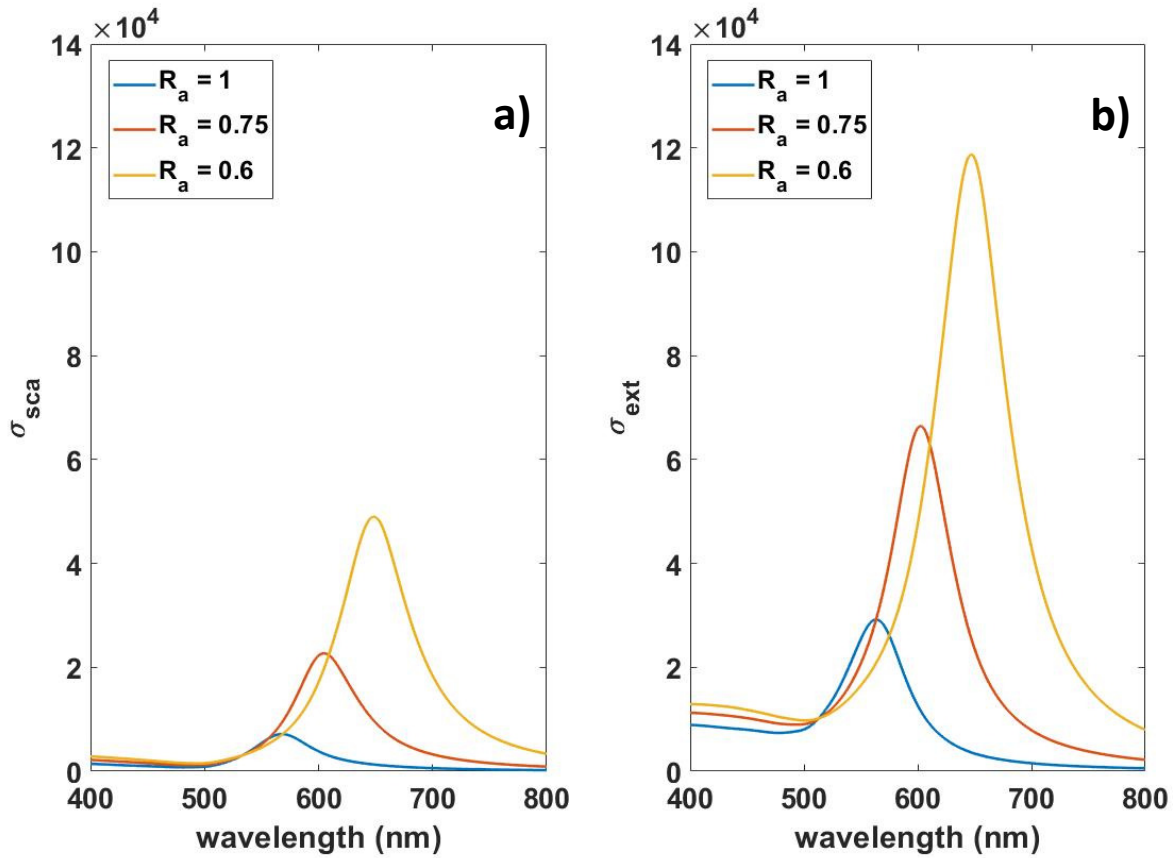 ×10⁴
14
12
10
8
6
4
2
0
σ_sca
R_a = 1
R_a = 0.75
R_a = 0.6
a)
400 500 600 700 800
wavelength (nm)
×10⁴
14
12
10
8
6
4
2
0
σ_ext
R_a = 1
R_a = 0.75
R_a = 0.6
b)
400 500 600 700 800
wavelength (nm)